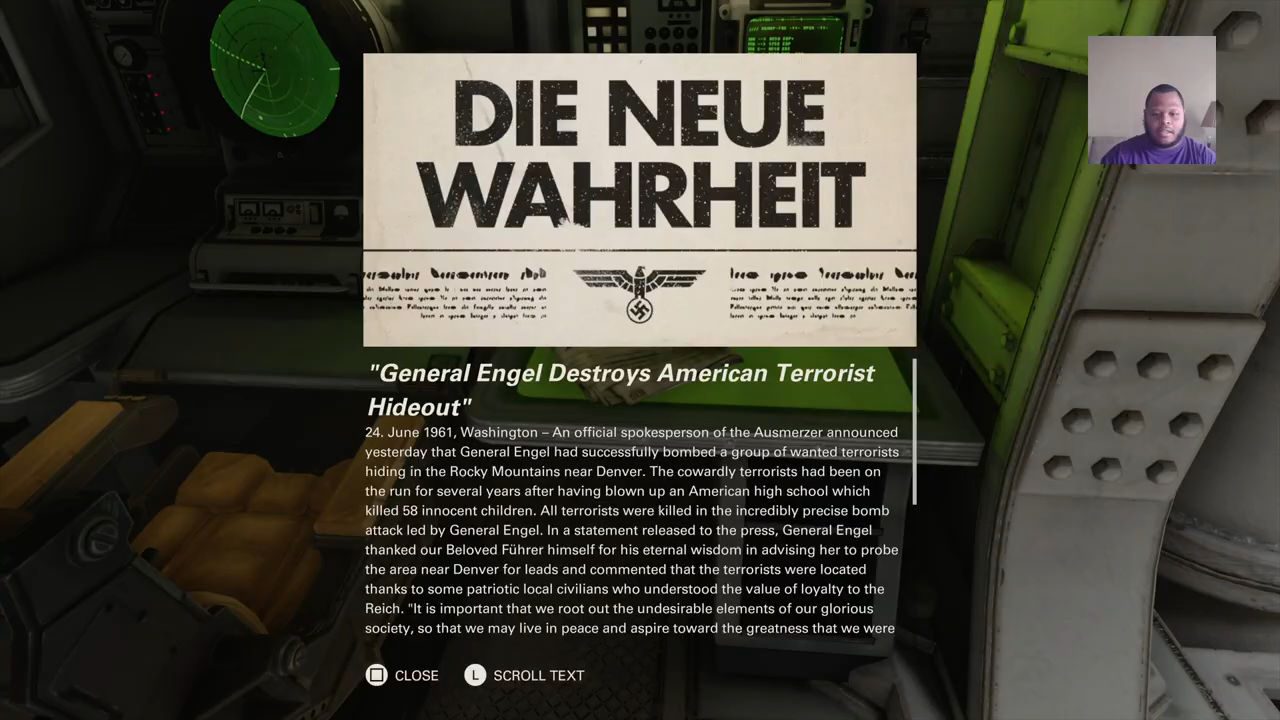 DIE NEUE
WAHRHEIT
"General Engel Destroys American Terrorist
Hideout"
24. June 1961, Washington – An official spokesperson of the Ausmerzer announced
yesterday that General Engel had successfully bombed a group of wanted terrorists
hiding in the Rocky Mountains near Denver. The cowardly terrorists had been on
the run for several years after having blown up an American high school which
killed 58 innocent children. All terrorists were killed in the incredibly precise bomb
attack led by General Engel. In a statement released to the press, General Engel
thanked our Beloved Führer himself for his eternal wisdom in advising her to probe
the area near Denver for leads and commented that the terrorists were located
thanks to some patriotic local civilians who understood the value of loyalty to the
Reich. "It is important that we root out the undesirable elements of our glorious
society, so that we may live in peace and aspire toward the greatness that we were
CLOSE L SCROLL TEXT